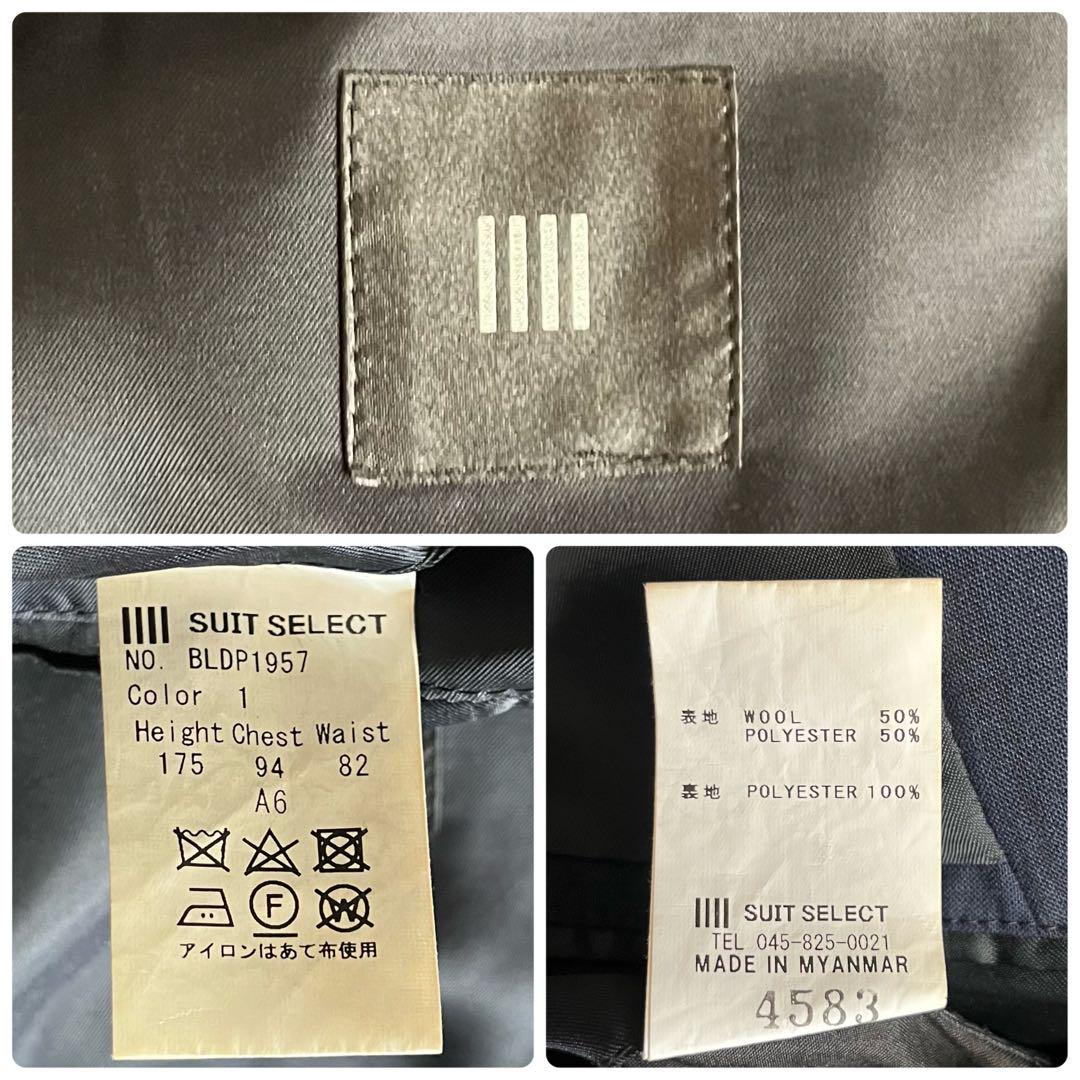 SUIT SELECT
NO. BLDP1957
Color 1
Height Chest Waist
175 94 82
A6
F
W
アイロンはあて布使用
表地 WOOL 50%
POLYESTER 50%
裏地 POLYESTER 100%
SUIT SELECT
TEL 045-825-0021
MADE IN MYANMAR
4583